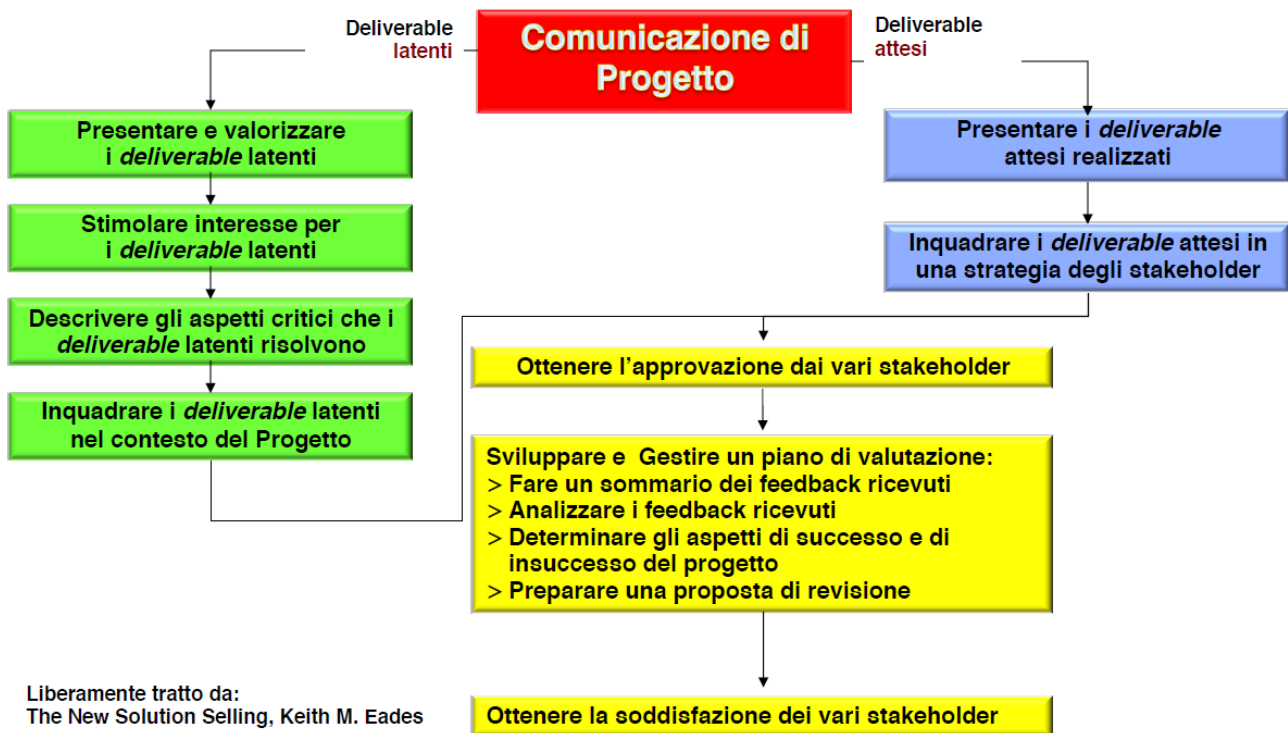 Deliverable
latenti
Comunicazione di
Progetto
Deliverable
attesi
Presentare e valorizzare
i deliverable latenti
Stimolare interesse per
i deliverable latenti
Descrivere gli aspetti critici che i
deliverable latenti risolvono
Inquadrare i deliverable latenti
nel contesto del Progetto
Presentare i deliverable
attesi realizzati
Inquadrare i deliverable attesi in
una strategia degli stakeholder
Ottenere l'approvazione dai vari stakeholder
Sviluppare e Gestire un piano di valutazione:
> Fare un sommario dei feedback ricevuti
> Analizzare i feedback ricevuti
> Determinare gli aspetti di successo e di
insuccesso del progetto
> Preparare una proposta di revisione
Ottenere la soddisfazione dei vari stakeholder
Liberamente tratto da:
The New Solution Selling, Keith M. Eades